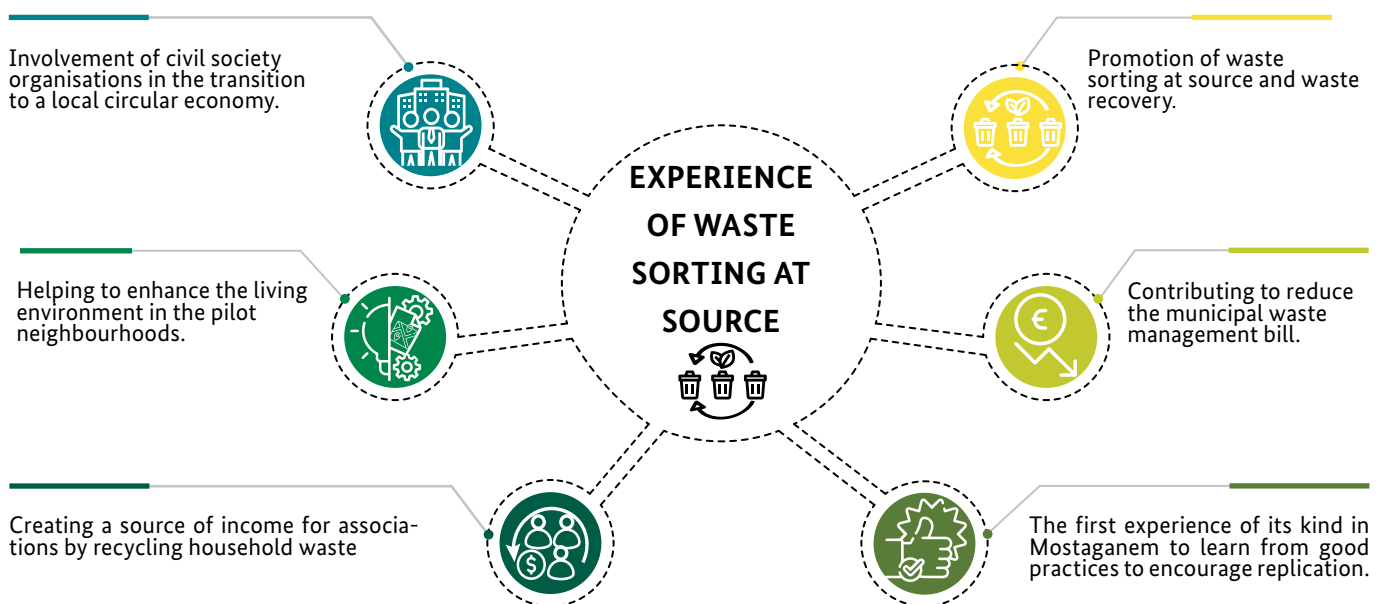 Involvement of civil society
organisations in the transition
to a local circular economy.
Promotion of waste
sorting at source and waste
recovery.
EXPERIENCE
OF WASTE
SORTING AT
SOURCE
Helping to enhance the living
environment in the pilot
neighbourhoods.
Contributing to reduce
the municipal waste
management bill.
€
Creating a source of income for associa-
tions by recycling household waste
$
The first experience of its kind in
Mostaganem to learn from good
practices to encourage replication.